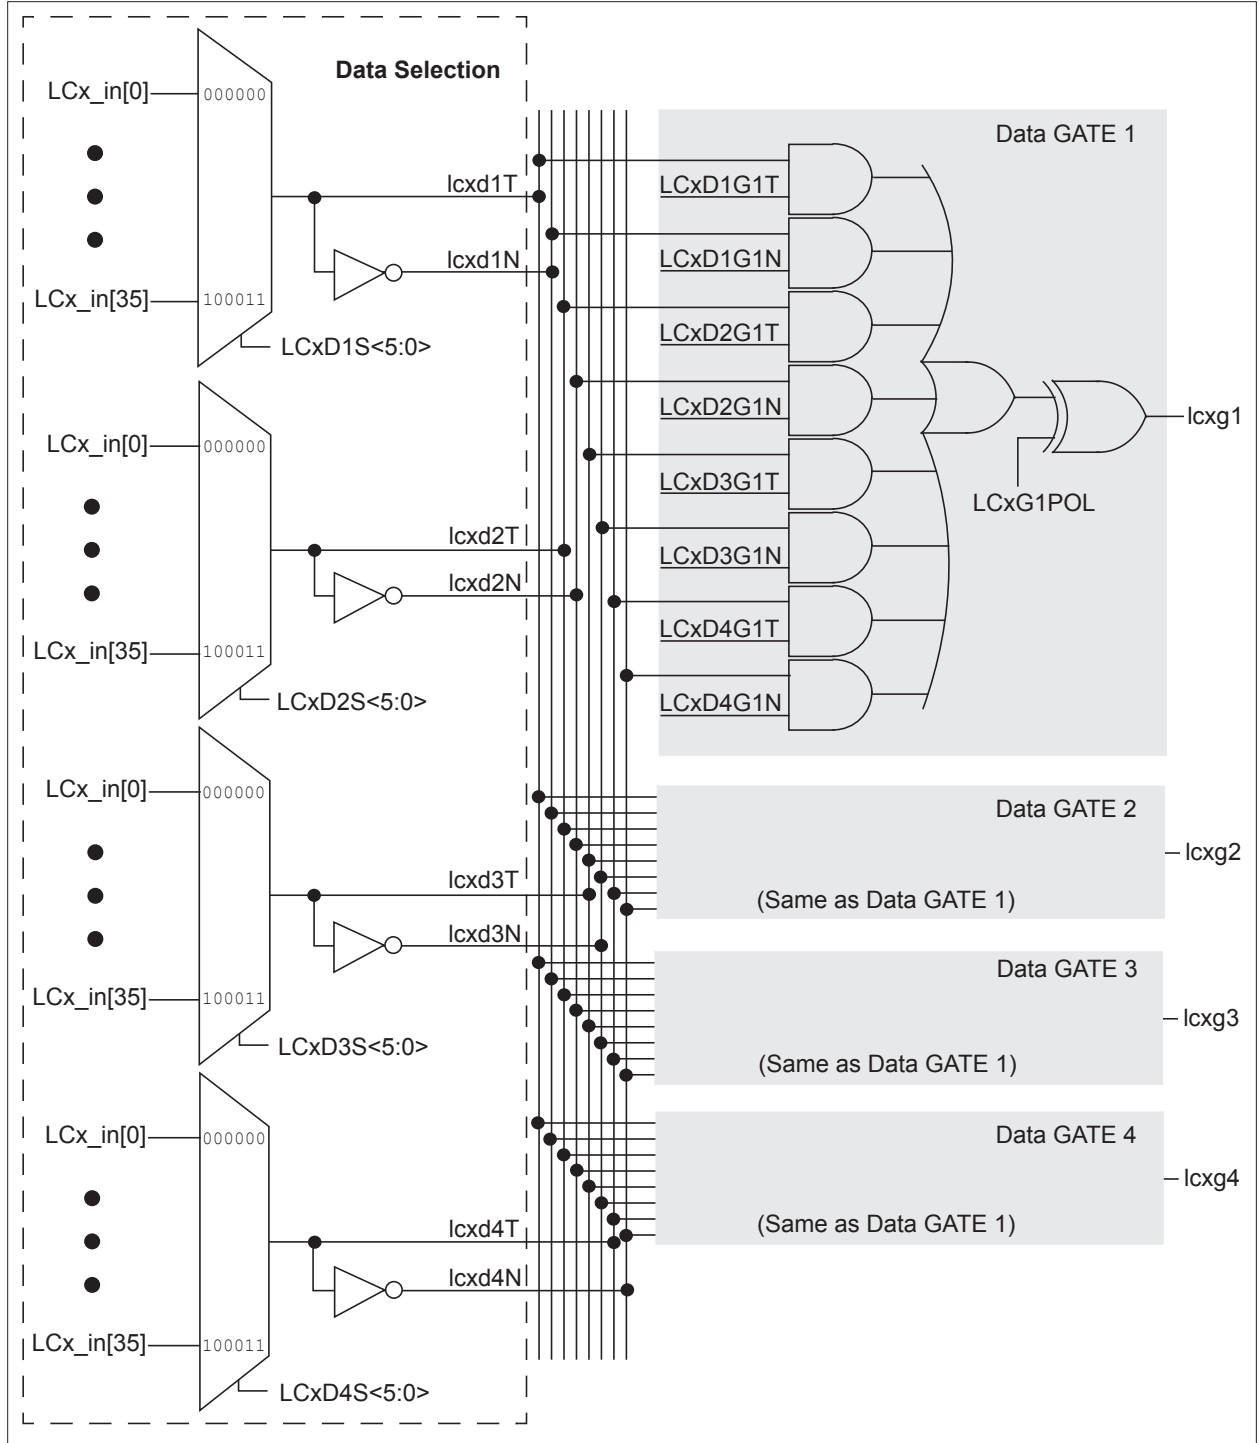 Data Selection
LCx_in[0]
000000
LCx_in[35]
100011
LCxD1S<5:0>
lcxd1T
lcxd1N
LCx_in[0]
000000
LCx_in[35]
100011
LCxD2S<5:0>
lcxd2T
lcxd2N
LCx_in[0]
000000
LCx_in[35]
100011
LCxD3S<5:0>
lcxd3T
lcxd3N
LCx_in[0]
000000
LCx_in[35]
100011
LCxD4S<5:0>
lcxd4T
lcxd4N
Data GATE 1
LCxD1G1T
LCxD1G1N
LCxD2G1T
LCxD2G1N
LCxD3G1T
LCxD3G1N
LCxD4G1T
LCxD4G1N
LCxG1POL
lcxg1
Data GATE 2
(Same as Data GATE 1)
lcxg2
Data GATE 3
(Same as Data GATE 1)
lcxg3
Data GATE 4
(Same as Data GATE 1)
lcxg4